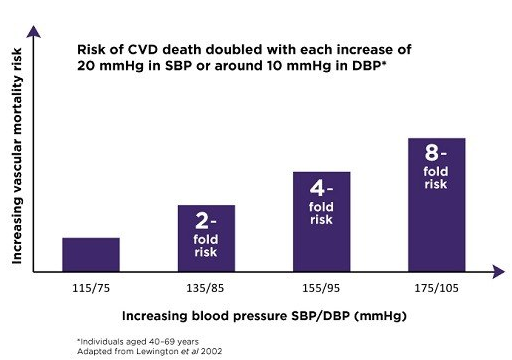 Risk of CVD death doubled with each increase of
20 mmHg in SBP or around 10 mmHg in DBP*
Increasing vascular mortality risk
2-
fold
risk
4-
fold
risk
8-
fold
risk
115/75
135/85
155/95
175/105
Increasing blood pressure SBP/DBP (mmHg)
*Individuals aged 40–69 years
Adapted from Lewington et al 2002